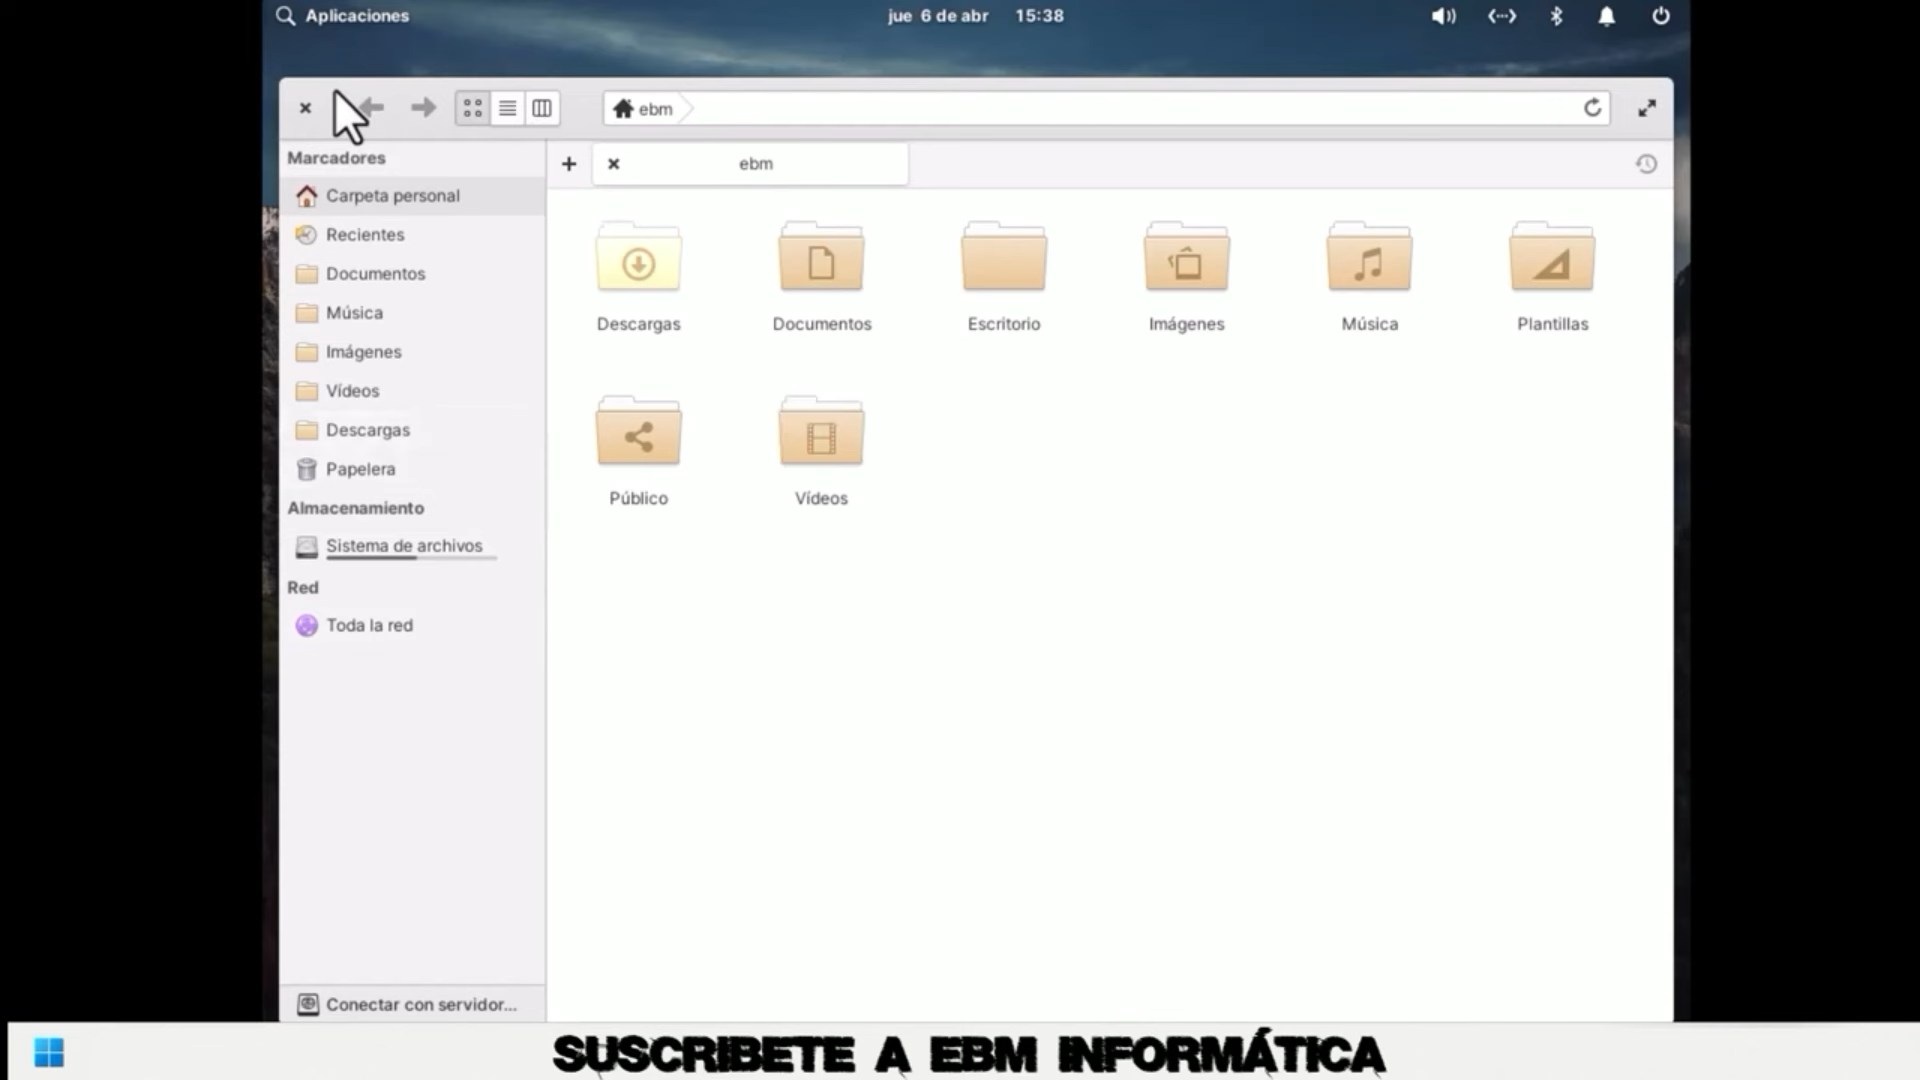 Aplicaciones
jue 6 de abr 15:38
ebm
Marcadores
ebm
Carpeta personal
Recientes
Documentos
Música
Imágenes
Vídeos
Descargas
Papelera
Almacenamiento
Sistema de archivos
Red
Toda la red
Descargas
Documentos
Escritorio
Imágenes
Música
Plantillas
Público
Vídeos
Conectar con servidor...
SUSCRIBETE A EBM INFORMÁTICA